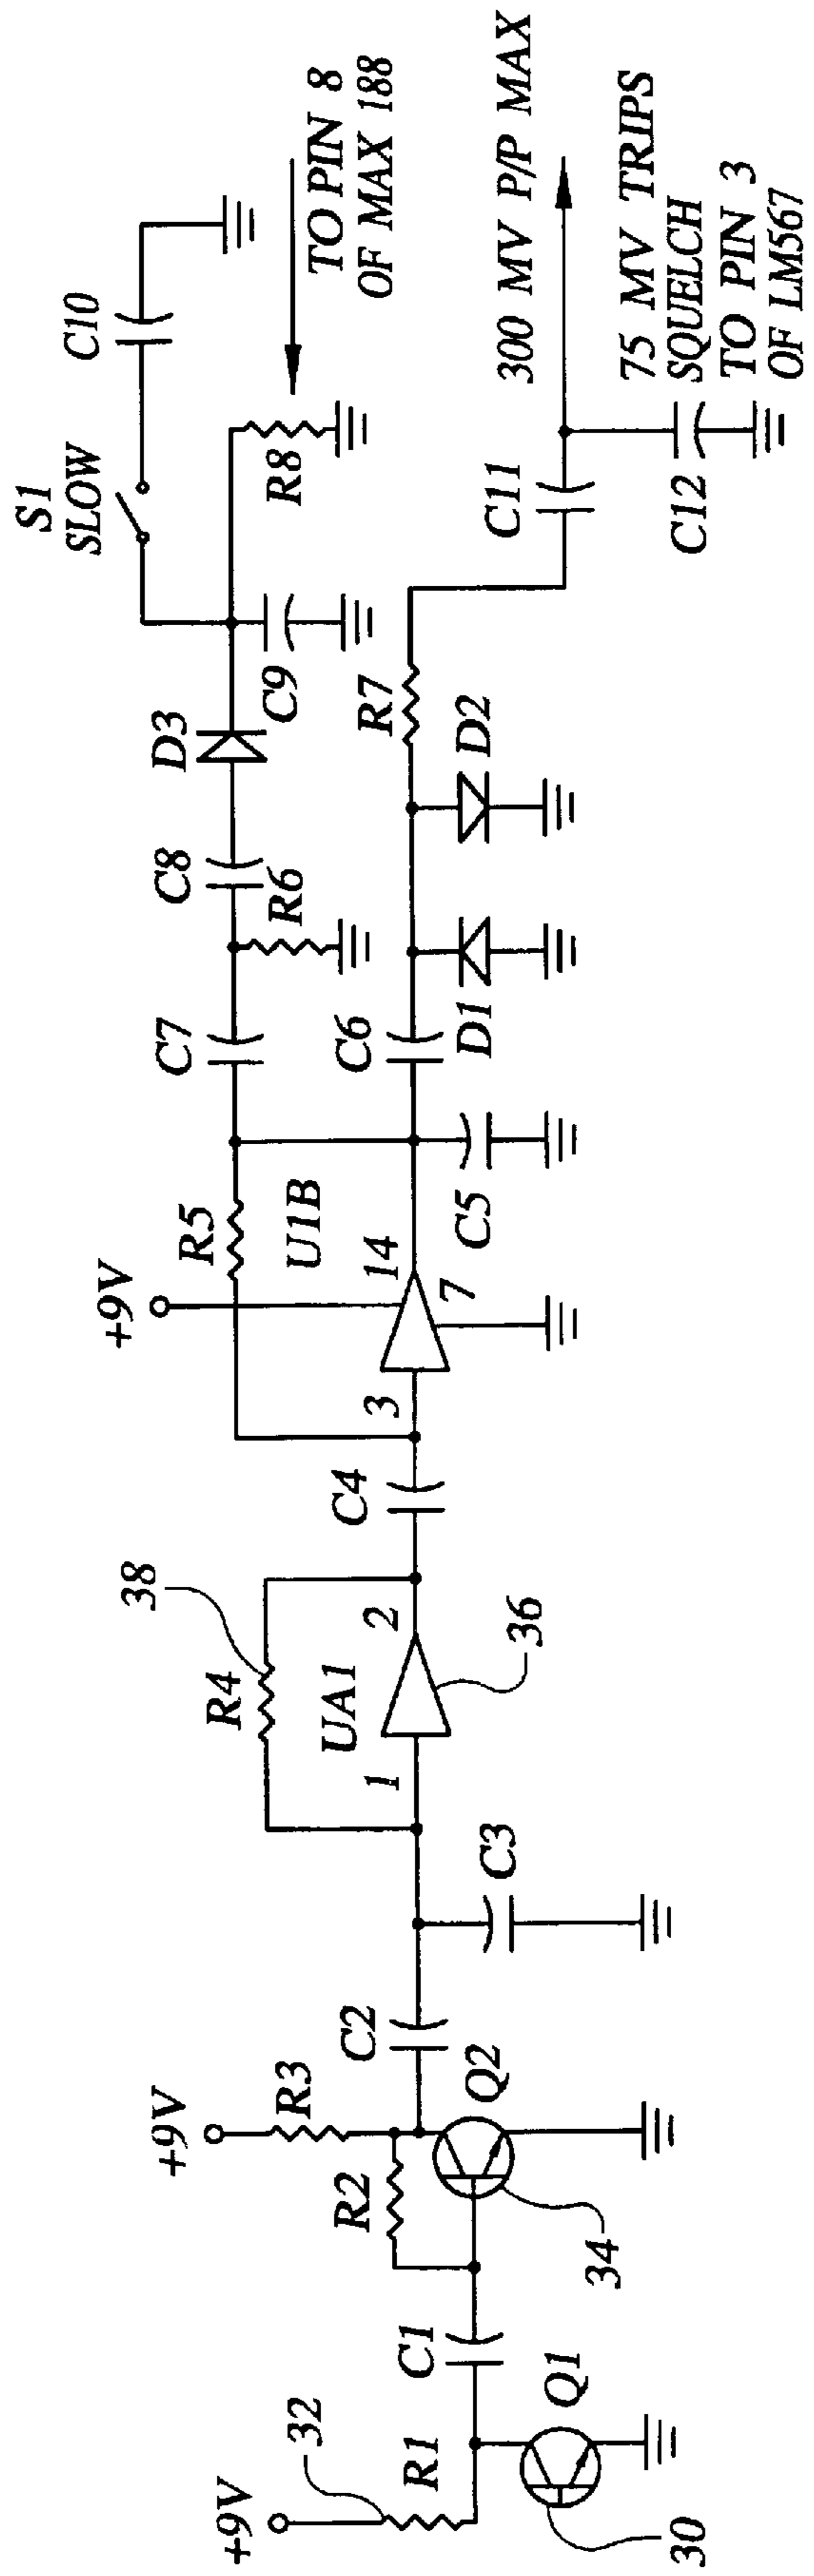 +9V
32
R1
30
Q1
C1
R2
+9V
R3
34
Q2
C2
C3
R4
38
UA1
1
2
36
C4
+9V
R5
U1B
3
14
7
C5
C7
C6
D1
R6
C8
D3
D2
R7
C9
S1
SLOW
C10
R8
TO PIN 8
OF MAX 188
C11
C12
300 MV P/P MAX
75 MV TRIPS
SQUELCH
TO PIN 3
OF LM567